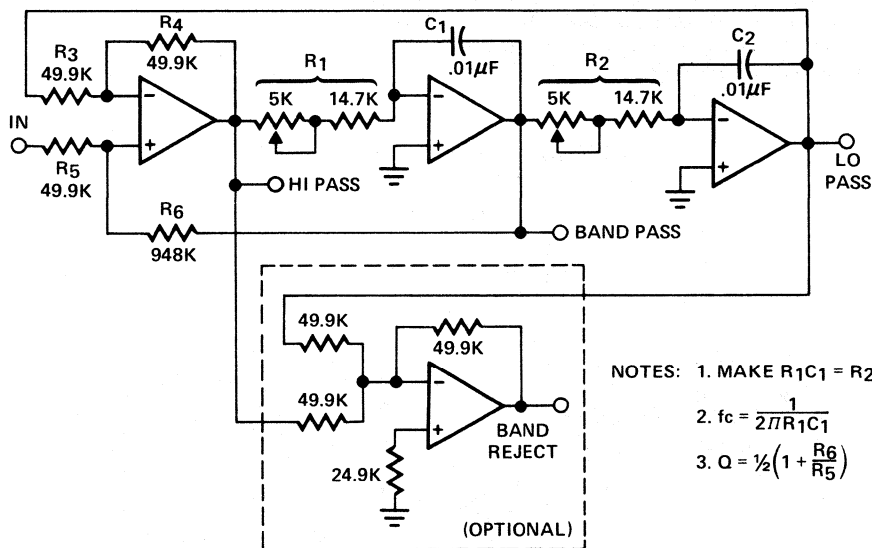 R3
49.9K
R4
49.9K
IN
R5
49.9K
R6
948K
−
+
R1
5K
14.7K
HI PASS
C1
.01μF
−
+
BAND PASS
R2
5K
14.7K
C2
.01μF
−
+
LO
PASS
49.9K
49.9K
49.9K
−
+
24.9K
BAND
REJECT
(OPTIONAL)
NOTES: 1. MAKE R1C1 = R2
2. fc = 1/2ΠR1C1
3. Q = ½(1 + R6/R5)